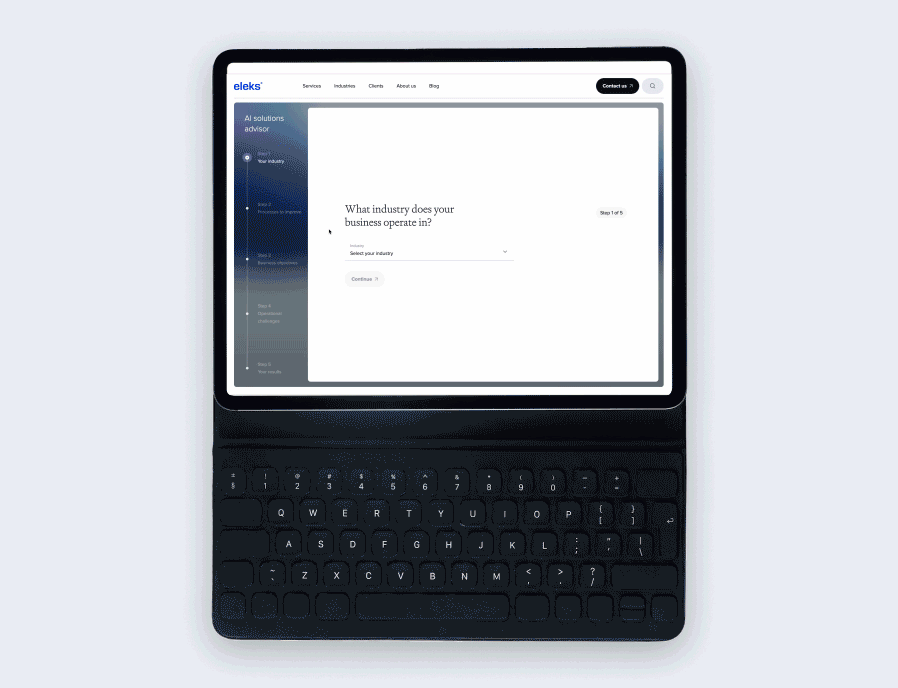 eleks®
Services Industries Clients About us Blog
Contact us
AI solutions
advisor
Step 1
Your industry
Step 2
Processes to improve
Step 3
Business objectives
Step 4
Operational
challenges
Step 5
Your results
What industry does your
business operate in?
Step 1 of 5
Industry
Select your industry
Continue
± ! @ # $ % ^ & * ( ) — +
§ 1 2 3 4 5 6 7 8 9 0 - =
Q W E R T Y U I O P { }
[ ]
A S D F G H J K L : " |
; ' \
~ Z X C V B N M < > ?
` , . /